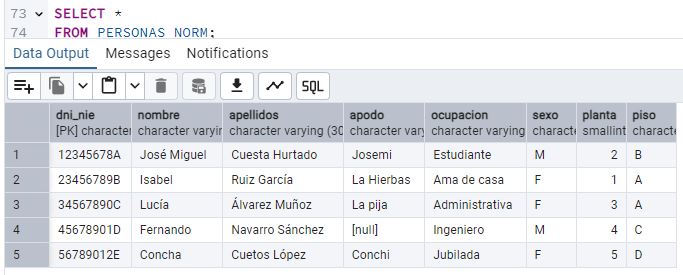 73 SELECT *
74 FROM PERSONAS_NORM;
Data Output Messages Notifications
SQL
dni_nie nombre apellidos apodo ocupacion sexo planta piso
[PK] character character varying character varying (30 character vary character varying characte smallint characte
1 12345678A José Miguel Cuesta Hurtado Josemi Estudiante M 2 B
2 23456789B Isabel Ruiz García La Hierbas Ama de casa F 1 A
3 34567890C Lucía Álvarez Muñoz La pija Administrativa F 3 A
4 45678901D Fernando Navarro Sánchez [null] Ingeniero M 4 C
5 56789012E Concha Cuetos López Conchi Jubilada F 5 D